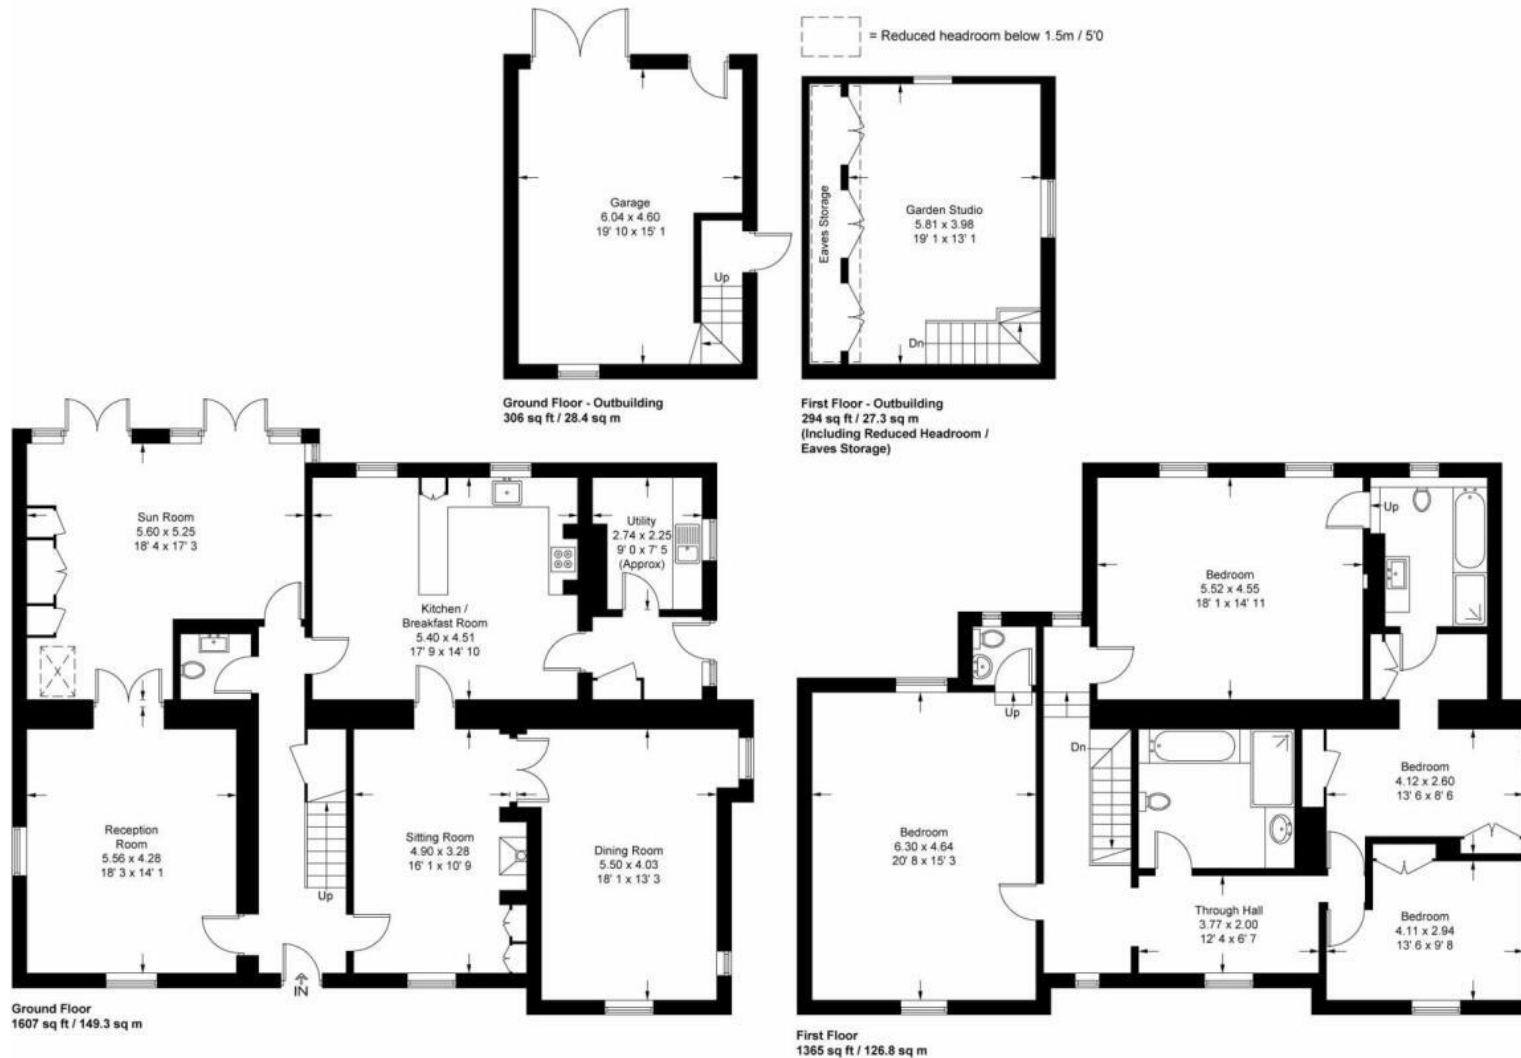 = Reduced headroom below 1.5m / 5'0
Garage
6.04 x 4.60
19' 10 x 15' 1
Up
Eaves Storage
Garden Studio
5.81 x 3.98
19' 1 x 13' 1
Dn
Ground Floor - Outbuilding
306 sq ft / 28.4 sq m
First Floor - Outbuilding
294 sq ft / 27.3 sq m
(Including Reduced Headroom /
Eaves Storage)
Sun Room
5.60 x 5.25
18' 4 x 17' 3
Kitchen /
Breakfast Room
5.40 x 4.51
17' 9 x 14' 10
Utility
2.74 x 2.25
9' 0 x 7' 5
(Approx)
Reception
Room
5.56 x 4.28
18' 3 x 14' 1
Up
Sitting Room
4.90 x 3.28
16' 1 x 10' 9
Dining Room
5.50 x 4.03
18' 1 x 13' 3
IN
Ground Floor
1607 sq ft / 149.3 sq m
Bedroom
5.52 x 4.55
18' 1 x 14' 11
Up
Up
Dn
Bedroom
6.30 x 4.64
20' 8 x 15' 3
Bedroom
4.12 x 2.60
13' 6 x 8' 6
Through Hall
3.77 x 2.00
12' 4 x 6' 7
Bedroom
4.11 x 2.94
13' 6 x 9' 8
First Floor
1365 sq ft / 126.8 sq m